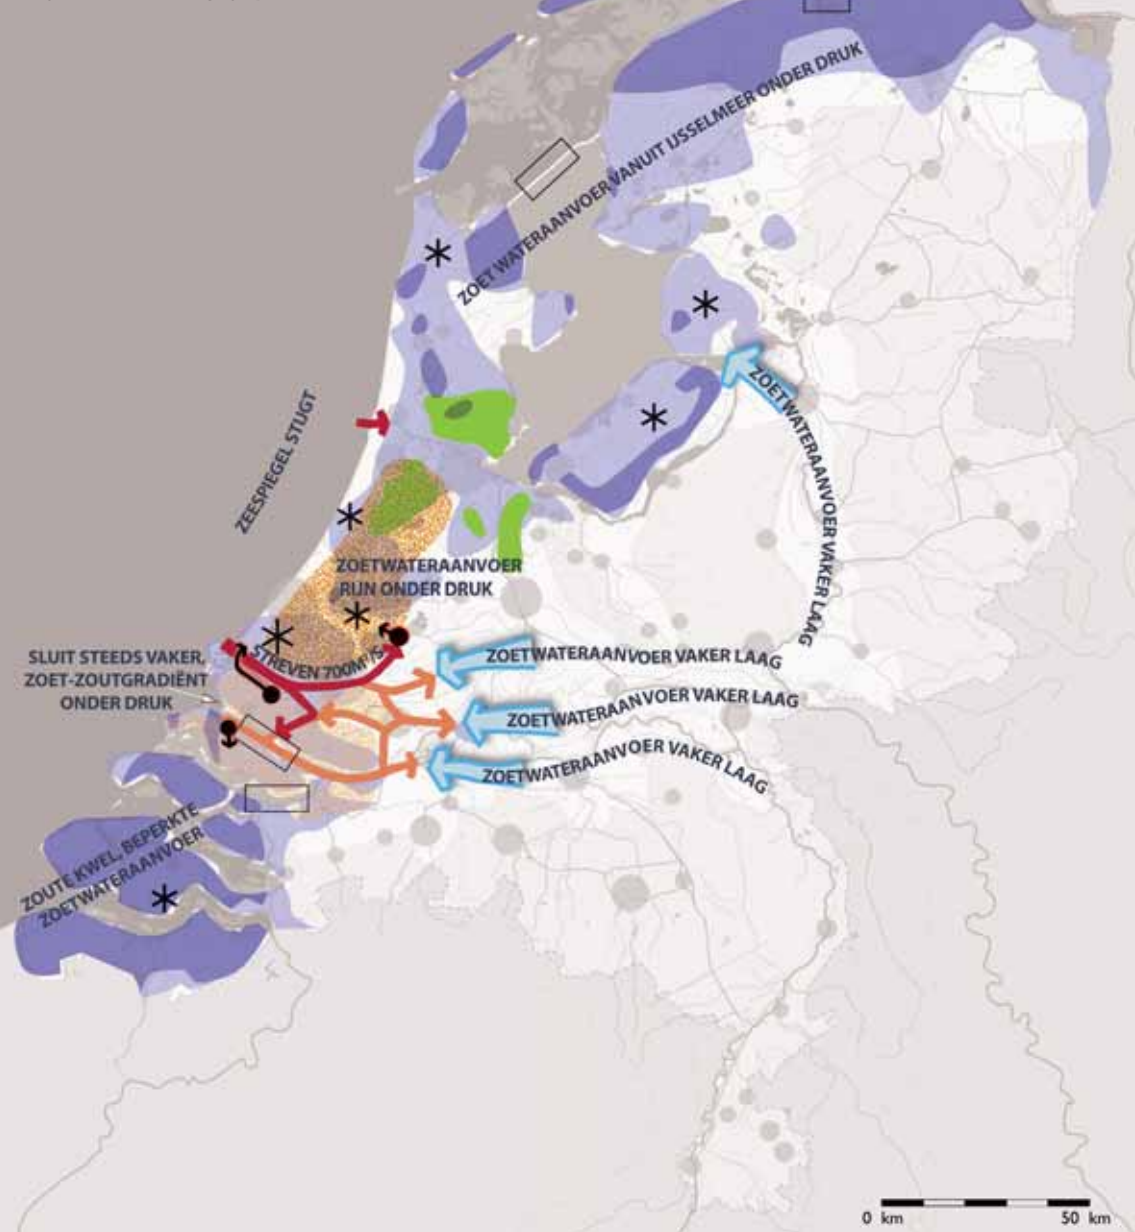 ZOET WATERAANVOER VANUIT IJSSELMEER ONDER DRUK
ZEESPIEGEL STIJGT
ZOETWATERAANVOER VAKER LAAG
ZOETWATERAANVOER
RIJN ONDER DRUK
STREVEN 700M³/S
SLUIT STEEDS VAKER,
ZOET-ZOUTGRADIËNT
ONDER DRUK
ZOETWATERAANVOER VAKER LAAG
ZOETWATERAANVOER VAKER LAAG
ZOETWATERAANVOER VAKER LAAG
ZOUTE KWEL, BEPERKTE
ZOETWATERAANVOER
0 km 50 km